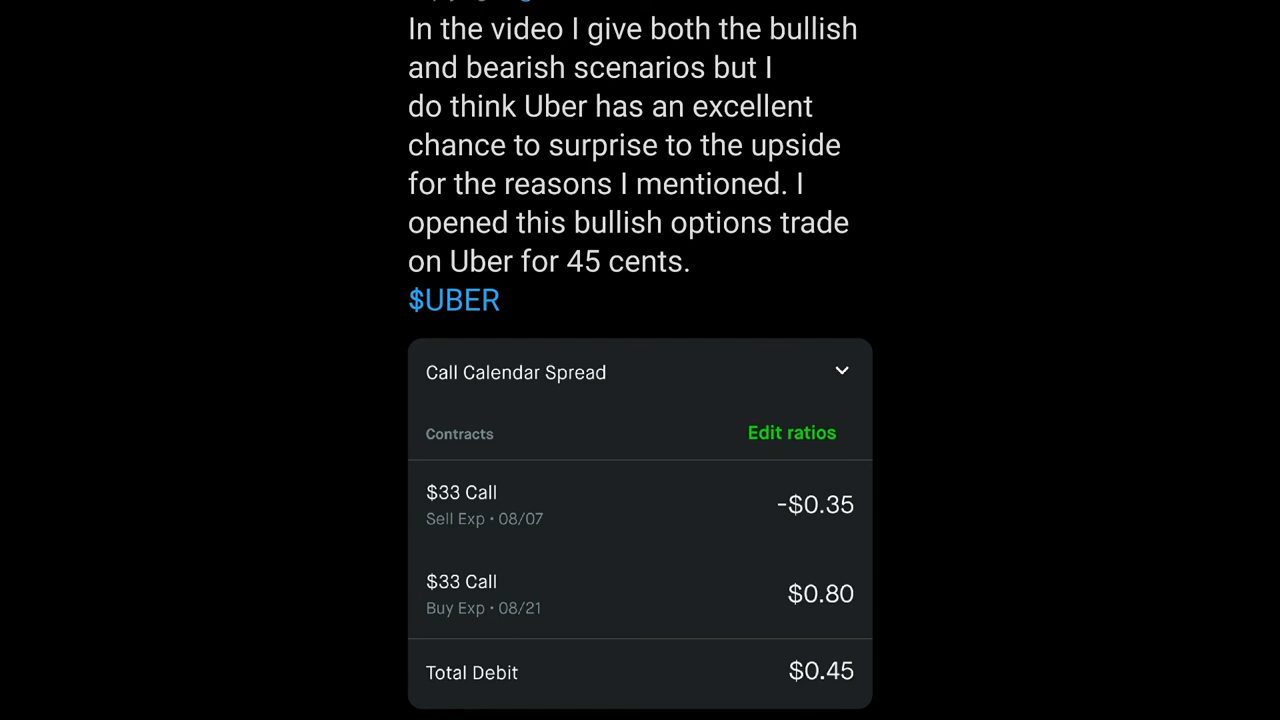 In the video I give both the bullish
and bearish scenarios but I
do think Uber has an excellent
chance to surprise to the upside
for the reasons I mentioned. I
opened this bullish options trade
on Uber for 45 cents.
$UBER
Call Calendar Spread
Contracts Edit ratios
$33 Call -$0.35
Sell Exp • 08/07
$33 Call $0.80
Buy Exp • 08/21
Total Debit $0.45